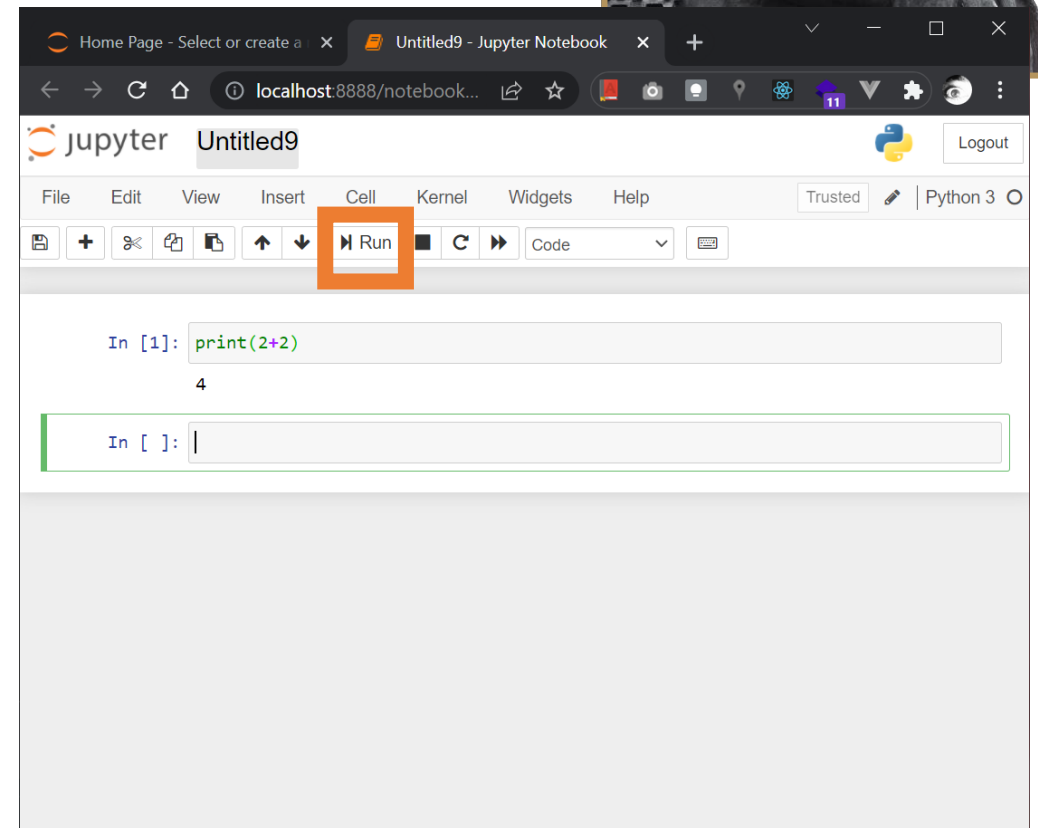 Home Page - Select or create a
Untitled9 - Jupyter Notebook
localhost:8888/notebook...
11
Jupyter Untitled9
Logout
File Edit View Insert Cell Kernel Widgets Help
Trusted
Python 3
Run
Code
In [1]: print(2+2)
4
In [ ]: